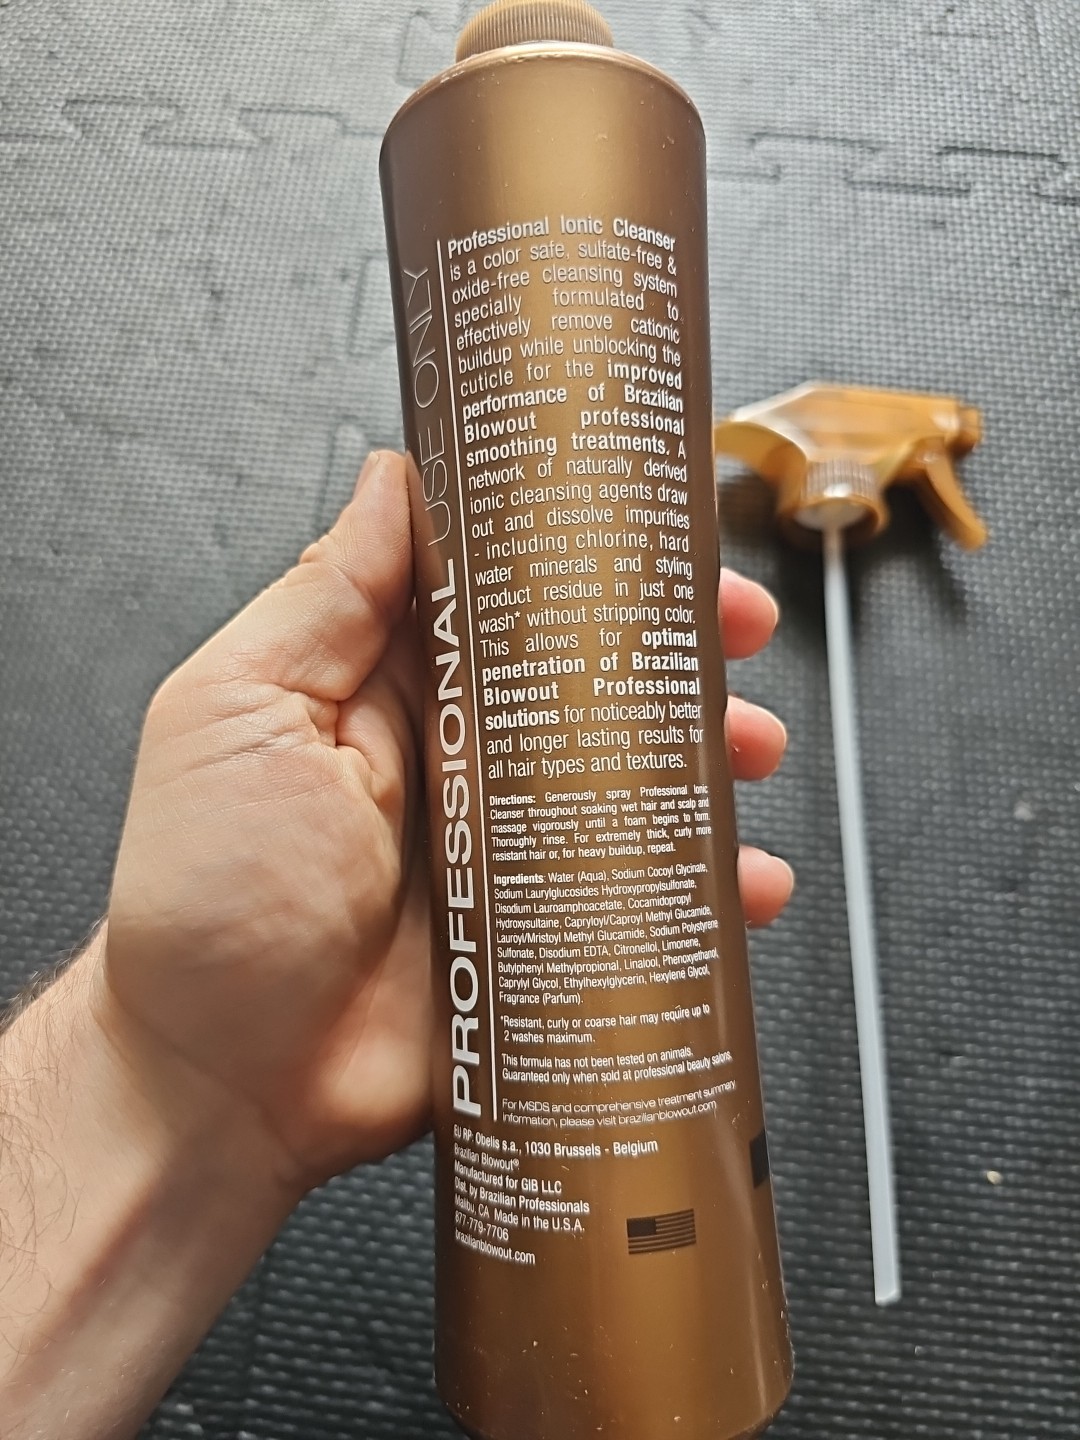 PROFESSIONAL USE ONLY
Professional Ionic Cleanser
is a color safe, sulfate-free &
oxide-free cleansing system
specially formulated to
effectively remove cationic
buildup while unblocking the
cuticle for the improved
performance of Brazilian
Blowout professional
smoothing treatments. A
network of naturally derived
ionic cleansing agents draw
out and dissolve impurities
- including chlorine, hard
water minerals and styling
product residue in just one
wash* without stripping color.
This allows for optimal
penetration of Brazilian
Blowout Professional
solutions for noticeably better
and longer lasting results for
all hair types and textures.
Directions: Generously spray Professional Ionic
Cleanser throughout soaking wet hair and scalp and
massage vigorously until a foam begins to form.
Thoroughly rinse. For extremely thick, curly more
resistant hair or, for heavy buildup, repeat.
Ingredients: Water (Aqua), Sodium Cocoyl Glycinate,
Sodium Laurylglucosides Hydroxypropylsulfonate,
Disodium Lauroamphoacetate, Cocamidopropyl
Hydroxysultaine, Capryloyl/Caproyl Methyl Glucamide,
Lauroyl/Mristoyl Methyl Glucamide, Sodium Polystyrene
Sulfonate, Disodium EDTA, Citronellol, Limonene,
Butylphenyl Methylpropional, Linalool, Phenoxyethanol,
Caprylyl Glycol, Ethylhexylglycerin, Hexylene Glycol,
Fragrance (Parfum).
*Resistant, curly or coarse hair may require up to
2 washes maximum.
This formula has not been tested on animals.
Guaranteed only when sold at professional beauty salons.
For MSDS and comprehensive treatment summary
information, please visit brazilianblowout.com
EU RP: Obelis s.a., 1030 Brussels - Belgium
Brazilian Blowout®
Manufactured for GIB LLC
Dist. by Brazilian Professionals
Malibu, CA Made in the U.S.A.
877-779-7706
brazilianblowout.com